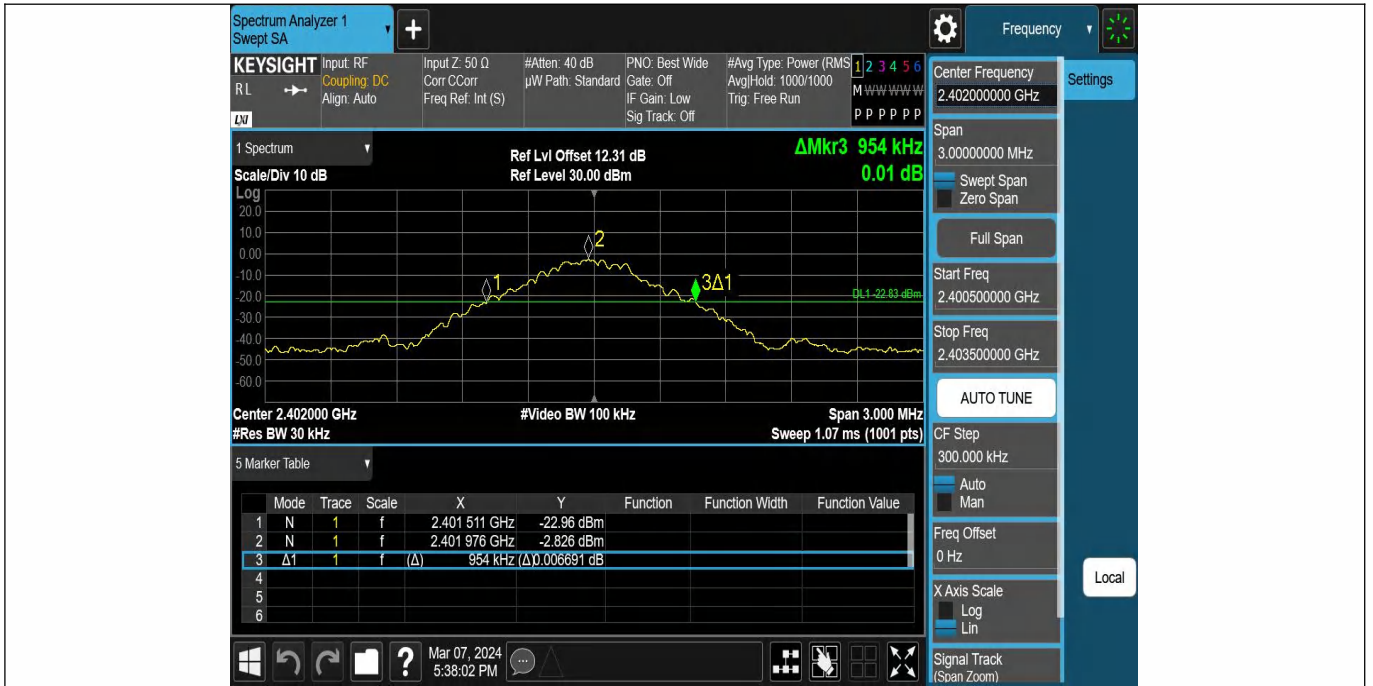 Spectrum Analyzer 1
Swept SA
Frequency
KEYSIGHT
RL
LXI
Input: RF
Coupling: DC
Align: Auto
Input Z: 50 Ω
Corr CCorr
Freq Ref: Int (S)
#Atten: 40 dB
µW Path: Standard
PNO: Best Wide
Gate: Off
IF Gain: Low
Sig Track: Off
#Avg Type: Power (RMS
Avg|Hold: 1000/1000
Trig: Free Run
1 2 3 4 5 6
M W W W W W
P P P P P P
1 Spectrum
Scale/Div 10 dB
Ref Lvl Offset 12.31 dB
Ref Level 30.00 dBm
ΔMkr3 954 kHz
0.01 dB
Log
20.0
10.0
0.00
-10.0
-20.0
-30.0
-40.0
-50.0
-60.0
1
2
3Δ1
DL1 -22.83 dBm
Center 2.402000 GHz
#Res BW 30 kHz
#Video BW 100 kHz
Span 3.000 MHz
Sweep 1.07 ms (1001 pts)
5 Marker Table
Mode Trace Scale X Y Function Function Width Function Value
1 N 1 f 2.401 511 GHz -22.96 dBm
2 N 1 f 2.401 976 GHz -2.826 dBm
3 Δ1 1 f (Δ) 954 kHz (Δ)0.006691 dB
4
5
6
Mar 07, 2024
5:38:02 PM
Center Frequency
2.402000000 GHz
Settings
Span
3.00000000 MHz
Swept Span
Zero Span
Full Span
Start Freq
2.400500000 GHz
Stop Freq
2.403500000 GHz
AUTO TUNE
CF Step
300.000 kHz
Auto
Man
Freq Offset
0 Hz
Local
X Axis Scale
Log
Lin
Signal Track
(Span Zoom)